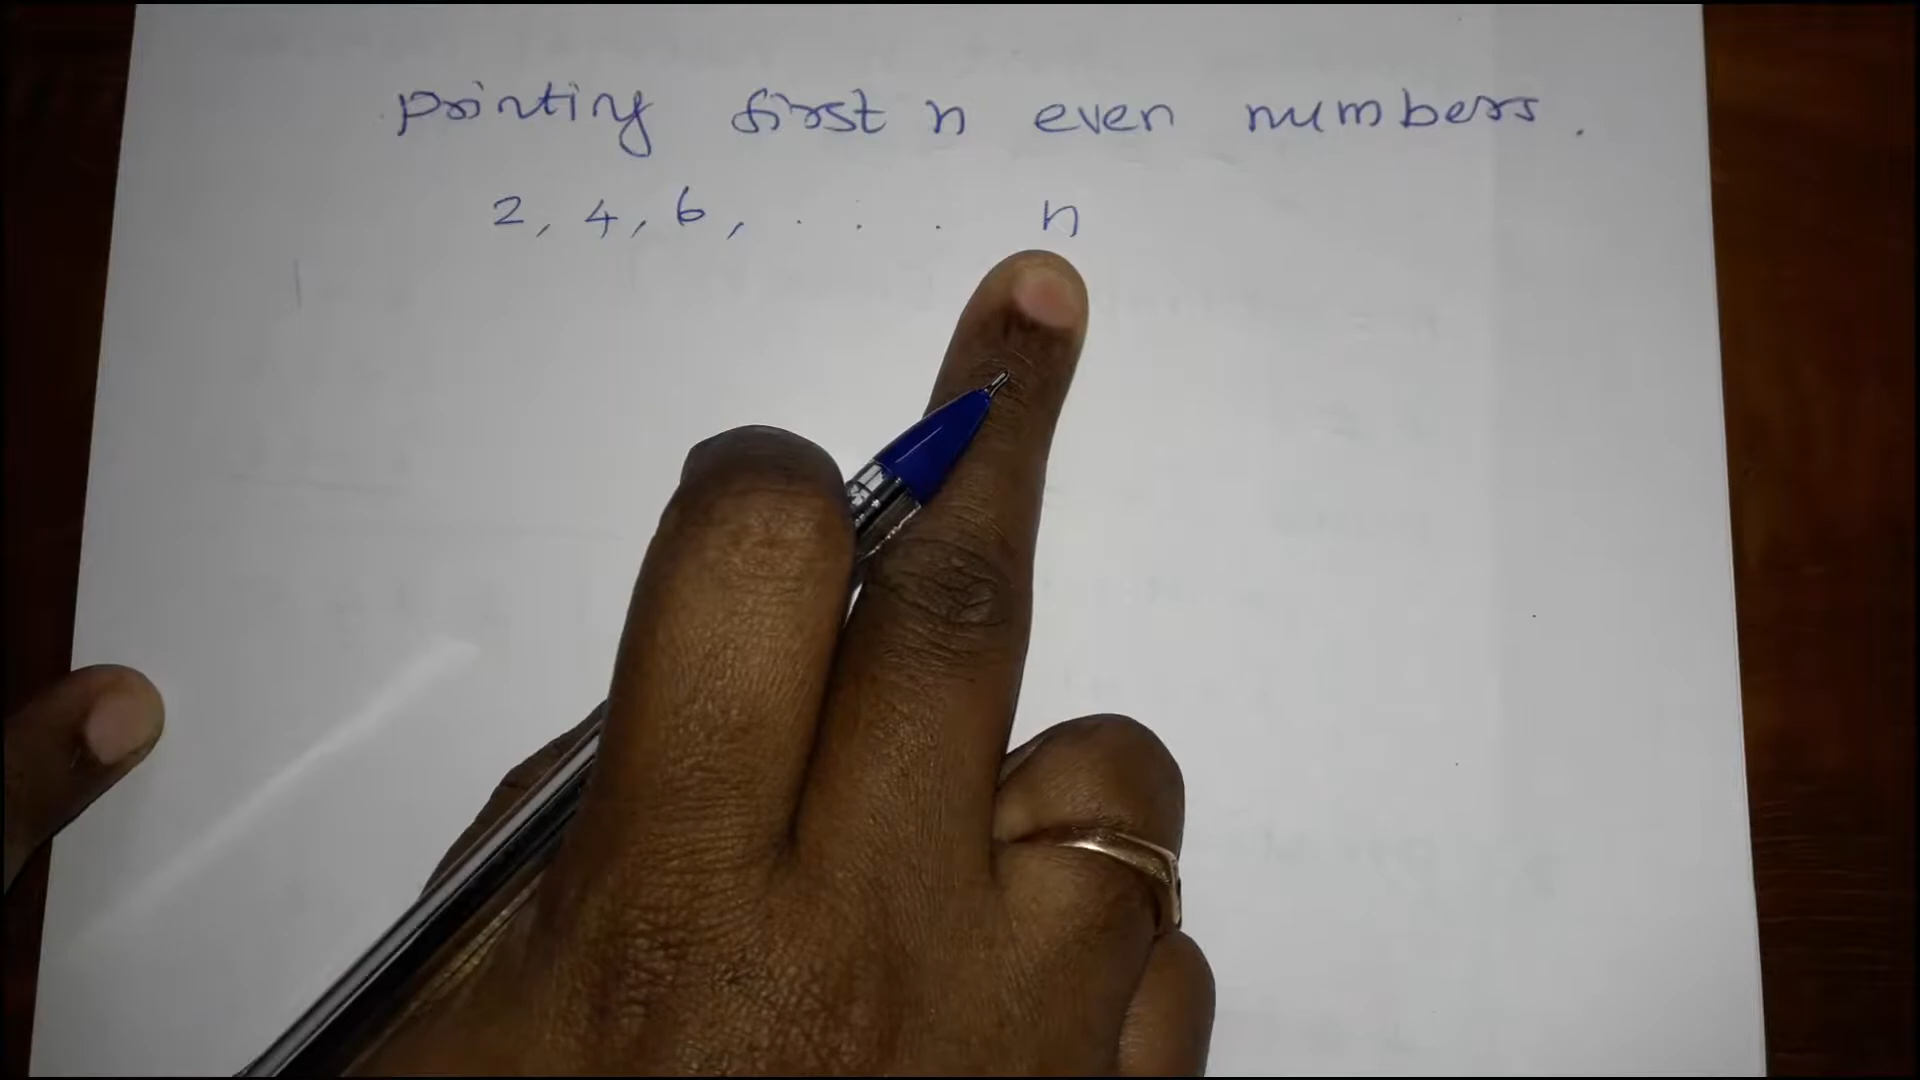 printing first n even numbers.
2, 4, 6, . . . n